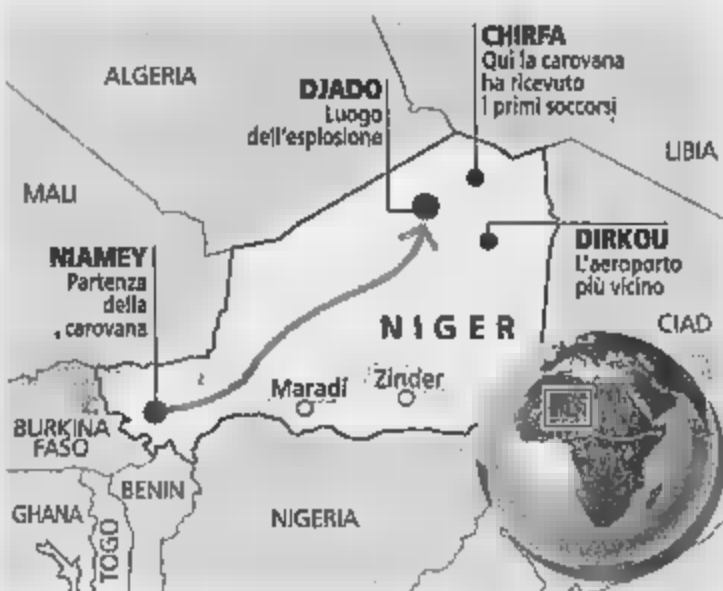 ALGERIA
CHIRFA
Qui la carovana
ha ricevuto
i primi soccorsi
DJADO
Luogo
dell'esplosione
LIBIA
MALI
NIAMEY
Partenza
della
carovana
DIRKOU
L'aeroporto
più vicino
NIGER
CIAD
Maradi
Zinder
BURKINA
FASO
BENIN
GHANA
TOGO
NIGERIA